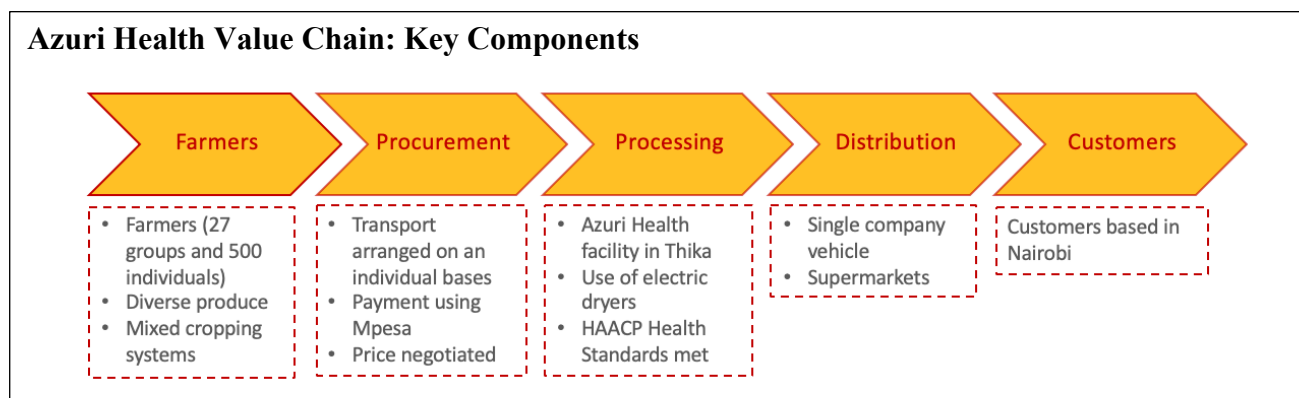 Azuri Health Value Chain: Key Components
Farmers
Procurement
Processing
Distribution
Customers
• Farmers (27
groups and 500
individuals)
• Diverse produce
• Mixed cropping
systems
• Transport
arranged on an
individual bases
• Payment using
Mpesa
• Price negotiated
• Azuri Health
facility in Thika
• Use of electric
dryers
• HAACP Health
Standards met
• Single company
vehicle
• Supermarkets
Customers based in
Nairobi